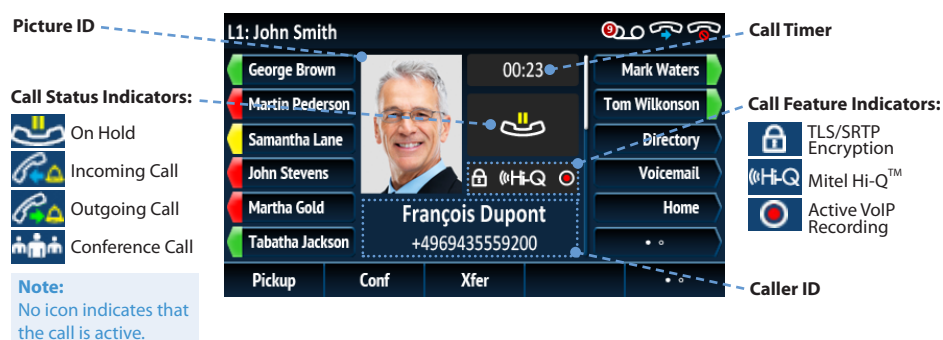 Picture ID
Call Status Indicators:
On Hold
Incoming Call
Outgoing Call
Conference Call
Note:
No icon indicates that
the call is active.
L1: John Smith
9
George Brown
Martin Pederson
Samantha Lane
John Stevens
Martha Gold
Tabatha Jackson
00:23
Hi-Q
François Dupont
+4969435559200
Mark Waters
Tom Wilkonson
Directory
Voicemail
Home
Pickup Conf Xfer
Call Timer
Call Feature Indicators:
TLS/SRTP
Encryption
Hi-Q Mitel Hi-Q™
Active VoIP
Recording
Caller ID